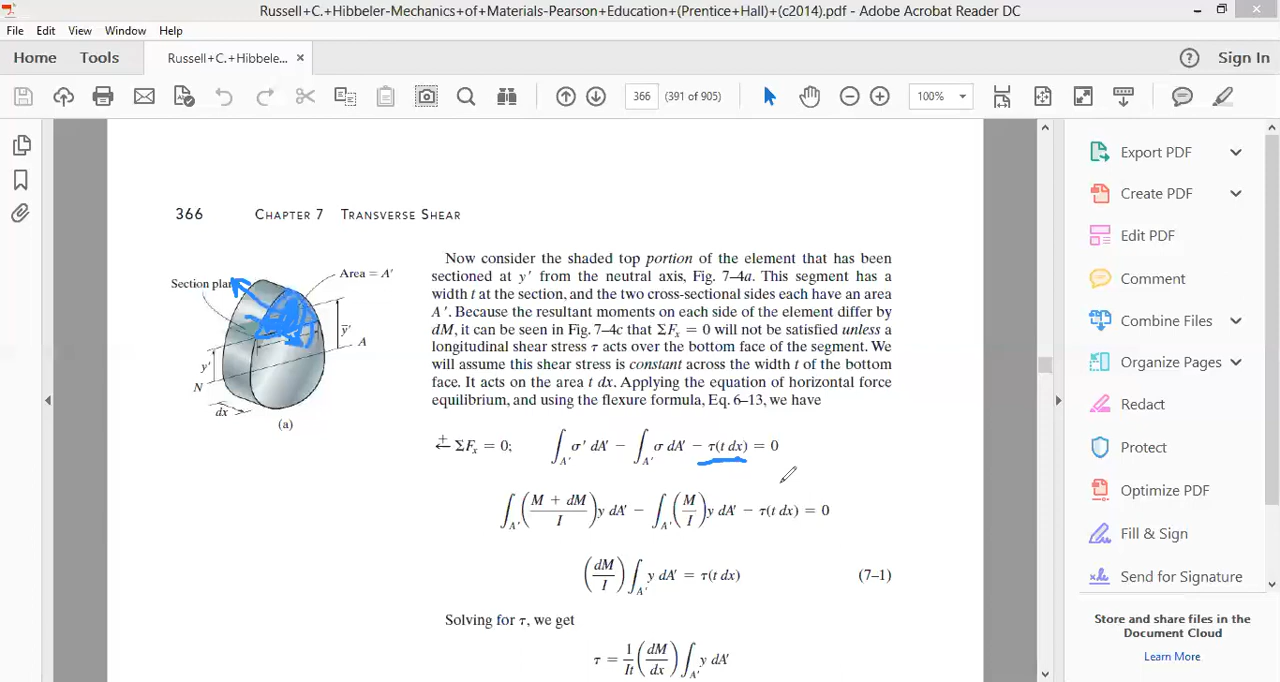 Russell+C.+Hibbeler-Mechanics+of+Materials-Pearson+Education+(Prentice+Hall)+(c2014).pdf - Adobe Acrobat Reader DC
File Edit View Window Help
Home Tools Russell+C.+Hibbele... × ? Sign In
366 (391 of 905) 100%
Export PDF
Create PDF
Edit PDF
Comment
Combine Files
Organize Pages
Redact
Protect
Optimize PDF
Fill & Sign
Send for Signature
Store and share files in the
Document Cloud
Learn More
366 CHAPTER 7 TRANSVERSE SHEAR
Section plan
Area = A′
y̅′
A
y′
N
dx
(a)
Now consider the shaded top portion of the element that has been
sectioned at y′ from the neutral axis, Fig. 7–4a. This segment has a
width t at the section, and the two cross-sectional sides each have an area
A′. Because the resultant moments on each side of the element differ by
dM, it can be seen in Fig. 7–4c that ΣFₓ = 0 will not be satisfied unless a
longitudinal shear stress τ acts over the bottom face of the segment. We
will assume this shear stress is constant across the width t of the bottom
face. It acts on the area t dx. Applying the equation of horizontal force
equilibrium, and using the flexure formula, Eq. 6–13, we have
⃖+ ΣFₓ = 0; ∫_A′ σ′ dA′ − ∫_A′ σ dA′ − τ(t dx) = 0
∫_A′ ((M + dM)/I) y dA′ − ∫_A′ (M/I) y dA′ − τ(t dx) = 0
(dM/I) ∫_A′ y dA′ = τ(t dx) (7–1)
Solving for τ, we get
τ = 1/It (dM/dx) ∫_A′ y dA′